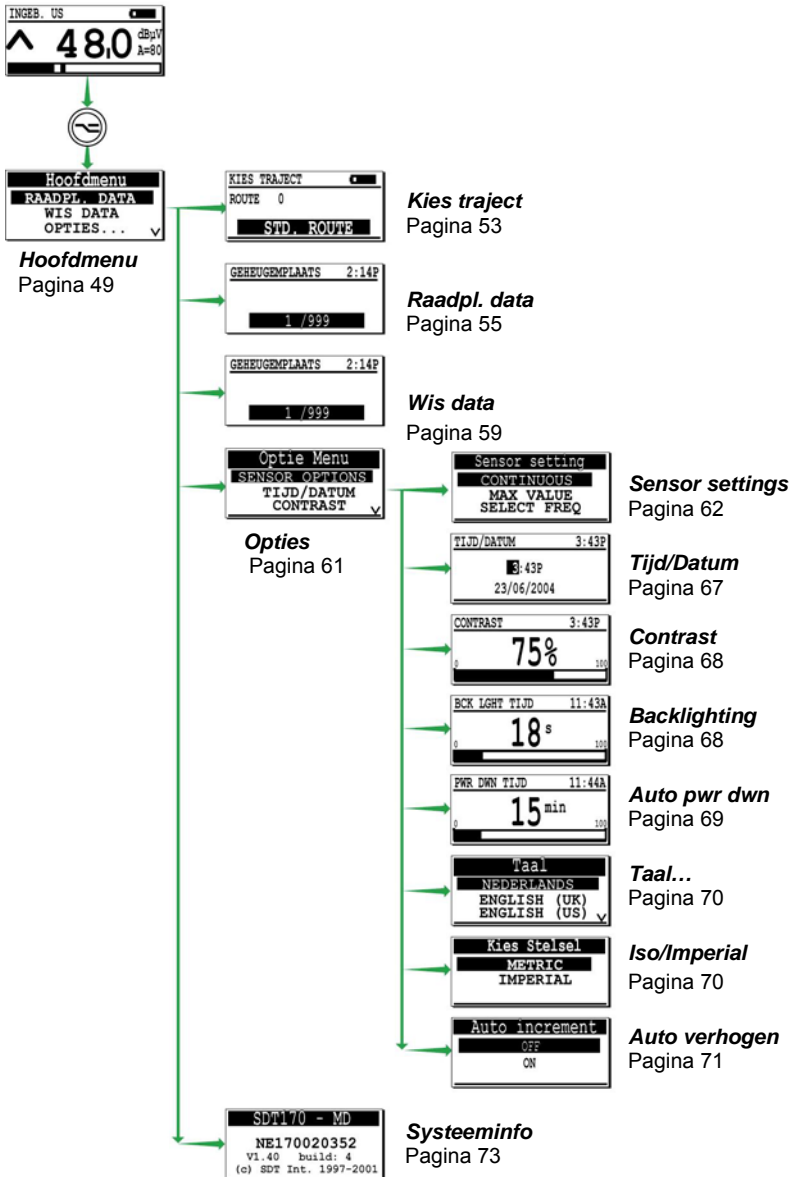 INGEB. US
48,0 dBµV
A=80
Hoofdmenu
RAADPL. DATA
WIS DATA
OPTIES...
Hoofdmenu
Pagina 49
KIES TRAJECT
ROUTE 0
STD. ROUTE
Kies traject
Pagina 53
GEHEUGEMPLAATS 2:14P
1 /999
Raadpl. data
Pagina 55
GEHEUGEMPLAATS 2:14P
1 /999
Wis data
Pagina 59
Optie Menu
SENSOR OPTIONS
TIJD/DATUM
CONTRAST
Opties
Pagina 61
Sensor setting
CONTINUOUS
MAX VALUE
SELECT FREQ
Sensor settings
Pagina 62
TIJD/DATUM 3:43P
3:43P
23/06/2004
Tijd/Datum
Pagina 67
CONTRAST 3:43P
75%
0 100
Contrast
Pagina 68
BCK LGHT TIJD 11:43A
18 s
0 100
Backlighting
Pagina 68
PWR DWN TIJD 11:44A
15 min
0 100
Auto pwr dwn
Pagina 69
Taal
NEDERLANDS
ENGLISH (UK)
ENGLISH (US)
Taal…
Pagina 70
Kies Stelsel
METRIC
IMPERIAL
Iso/Imperial
Pagina 70
Auto increment
OFF
ON
Auto verhogen
Pagina 71
SDT170 - MD
NE170020352
V1.40 build: 4
(c) SDT Int. 1997-2001
Systeeminfo
Pagina 73